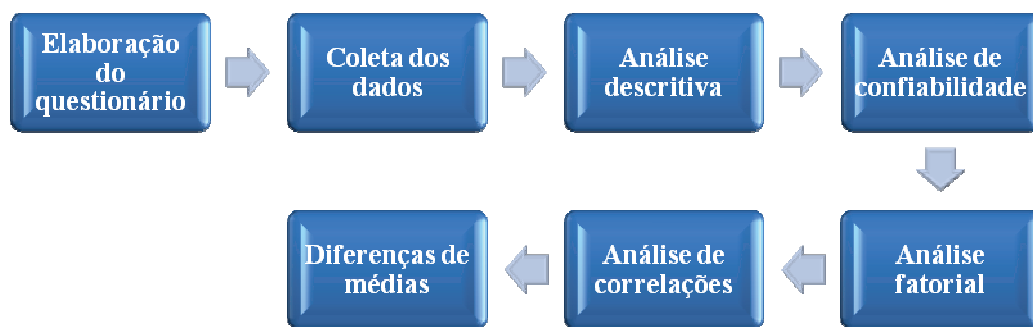 Elaboração
do
questionário
Coleta dos
dados
Análise
descritiva
Análise de
confiabilidade
Análise
fatorial
Análise de
correlações
Diferenças de
médias